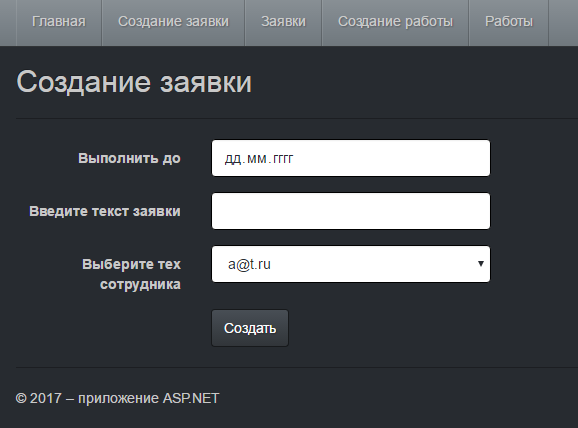 Главная Создание заявки Заявки Создание работы Работы
Создание заявки
Выполнить до дд.мм.гггг
Введите текст заявки
Выберите тех a@t.ru
сотрудника
Создать
© 2017 – приложение ASP.NET